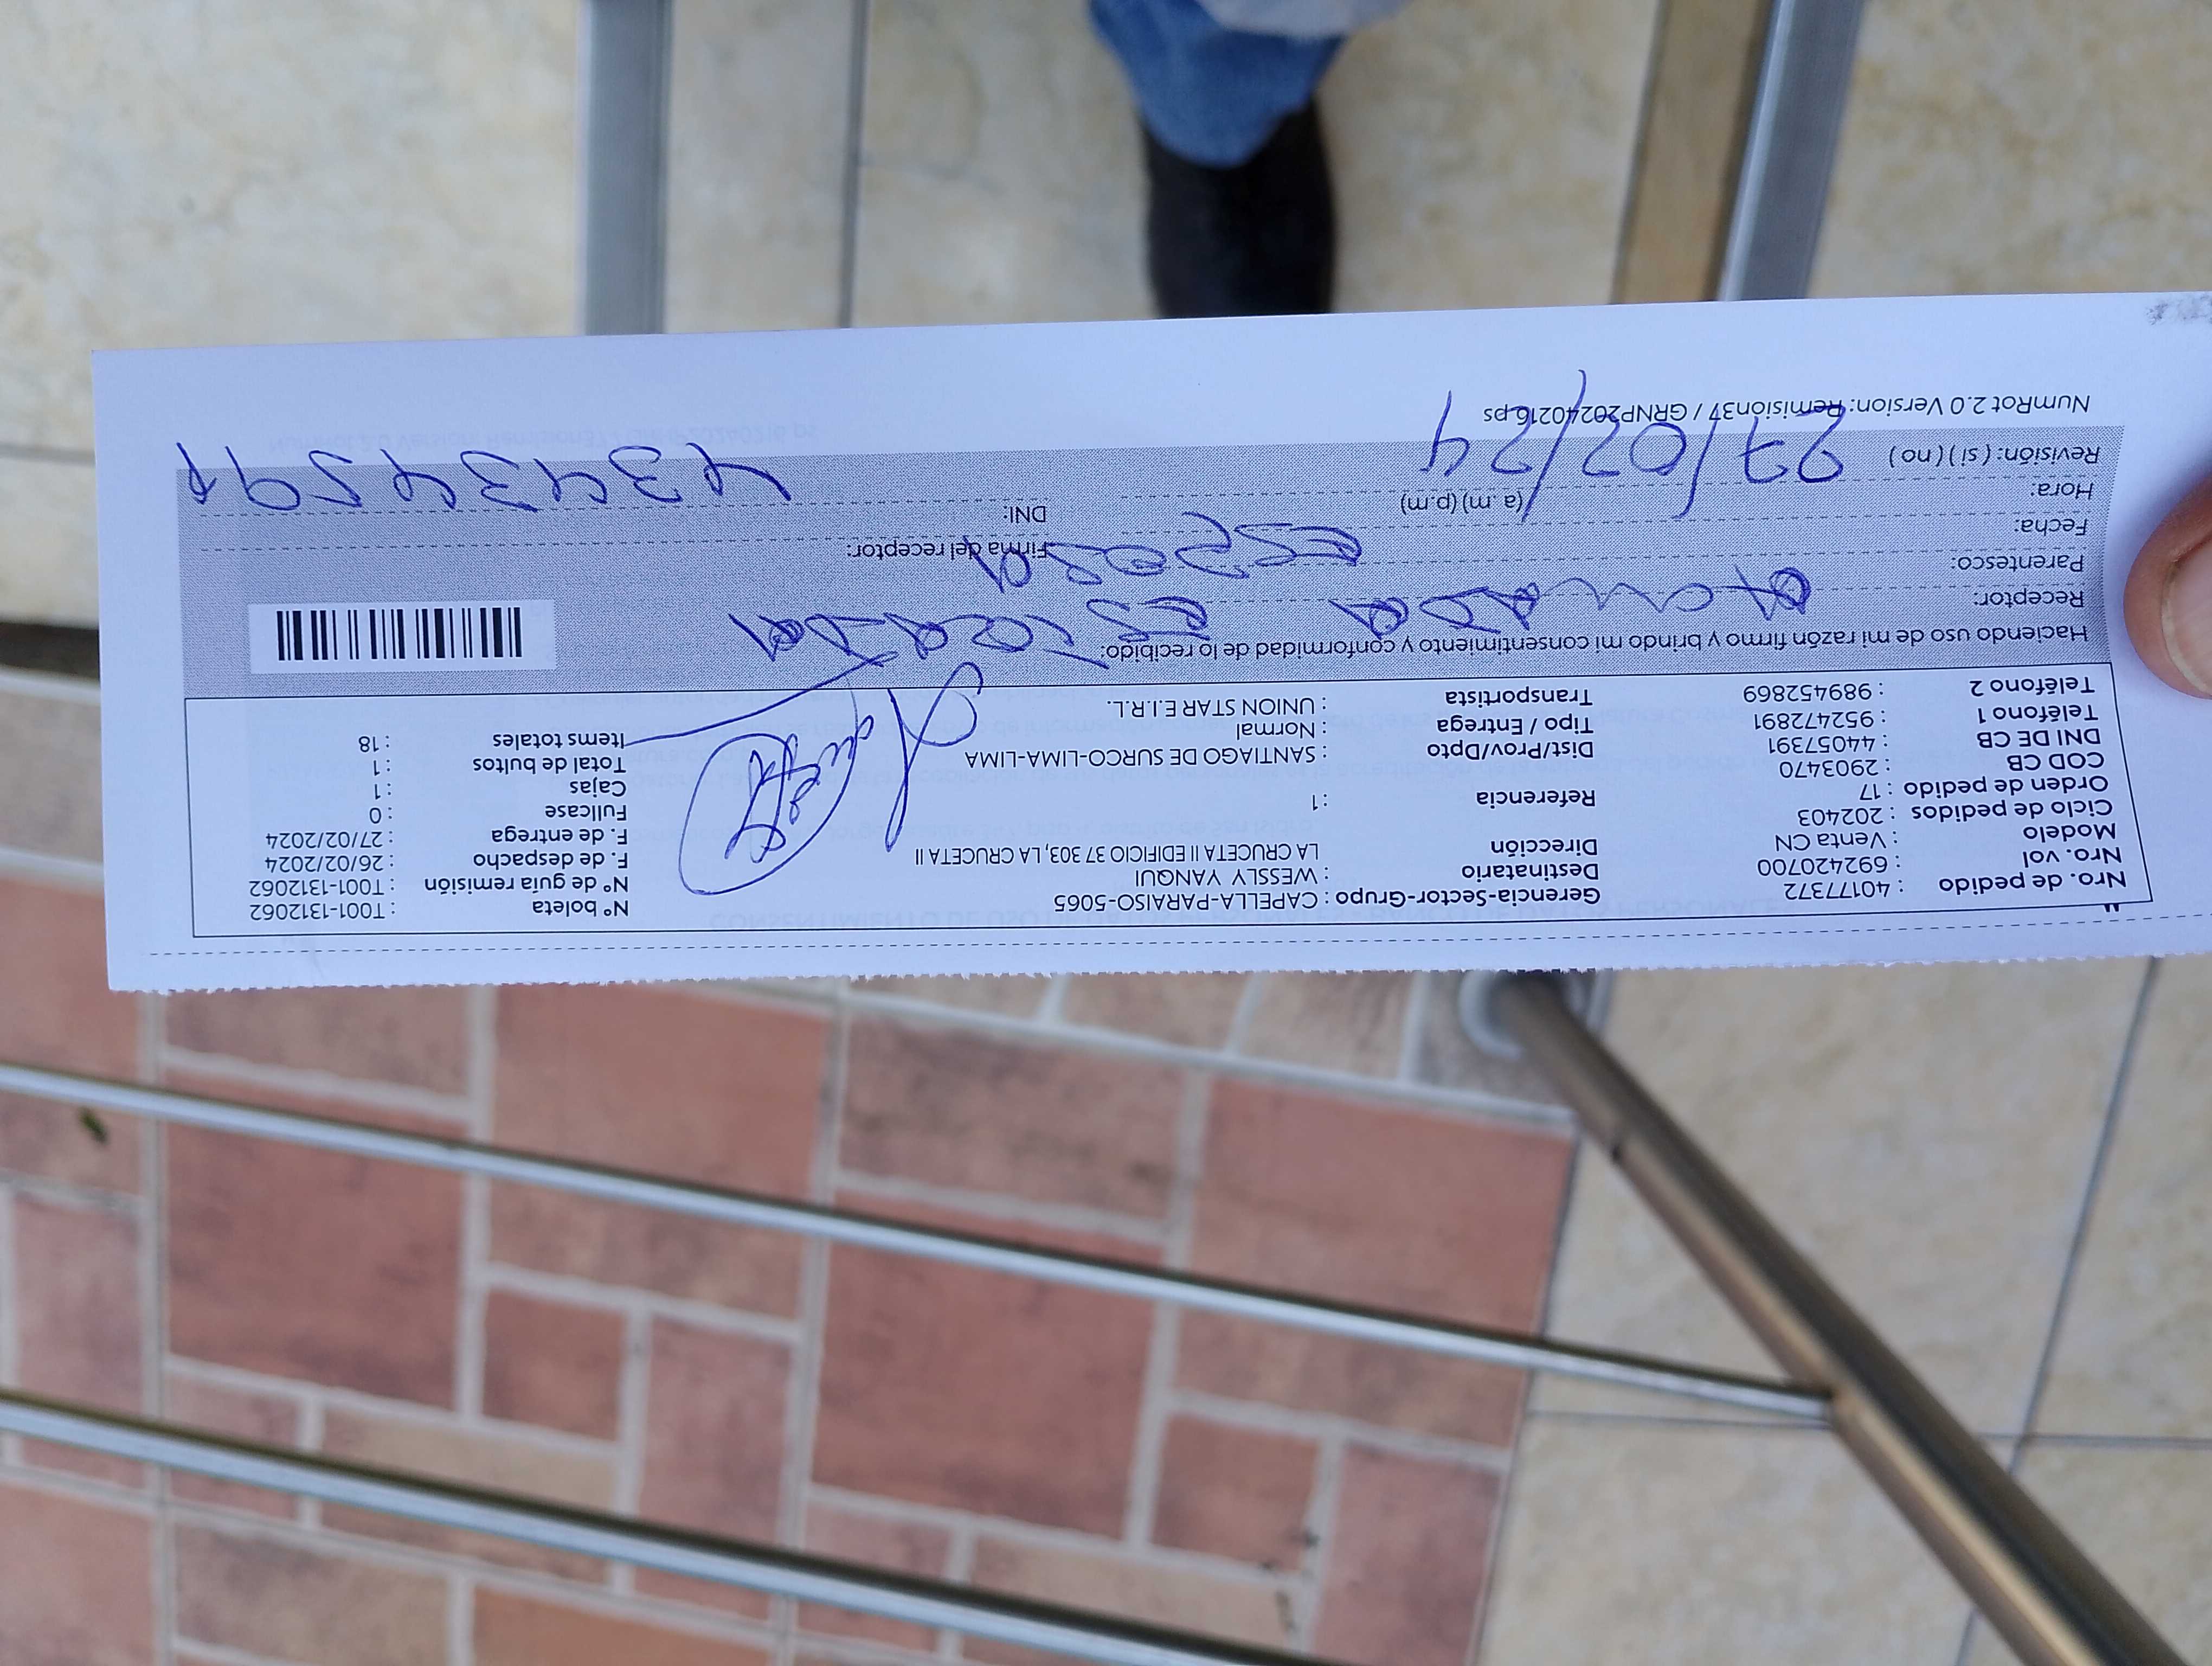 Nro. de pedido : 40177372 Gerencia-Sector-Grupo : CAPELLA-PARAISO-5065 N° boleta : T001-1312062
Nro. vol : 692420700 Destinatario : WESSLY YANQUI N° de guía remisión : T001-1312062
Modelo : Venta CN Dirección LA CRUCETA II EDIFICIO 37 303, LA CRUCETA II F. de despacho : 26/02/2024
Ciclo de pedidos : 202403 F. de entrega : 27/02/2024
Orden de pedido : 17 Referencia : 1 Fullcase : 0
COD CB : 2903470 Cajas : 1
DNI DE CB : 44057391 Dist/Prov/Dpto : SANTIAGO DE SURCO-LIMA-LIMA Total de bultos : 1
Teléfono 1 : 952472891 Tipo / Entrega : Normal Items totales : 18
Teléfono 2 : 989452869 Transportista : UNION STAR E.I.R.L.
Haciendo uso de mi razón firmo y brindo mi consentimiento y conformidad de lo recibido:
Receptor:
Parentesco: esposa
Fecha: Firma del receptor:
Hora: (a. m) (p.m) DNI:
Revisión: ( si ) ( no ) 27/02/24
NumRot 2.0 Version: Remision37 / GRNP20240216.ps